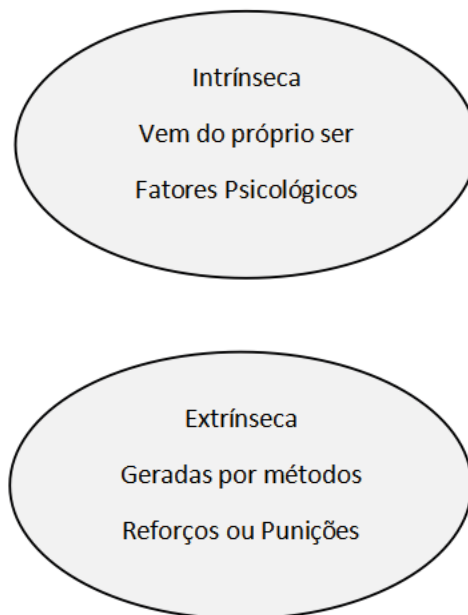 Intrínseca
Vem do próprio ser
Fatores Psicológicos
Extrínseca
Geradas por métodos
Reforços ou Punições